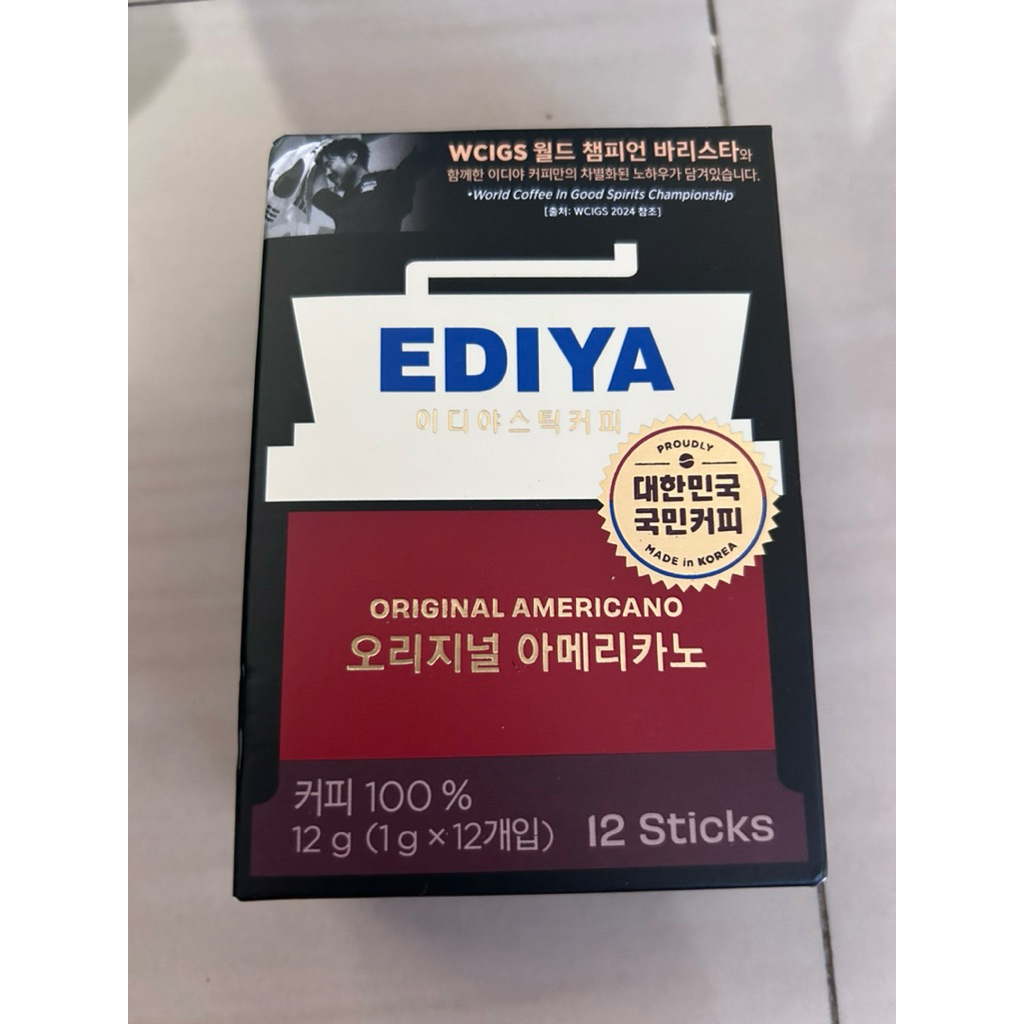 WCIGS 월드 챔피언 바리스타와
함께한 이디야 커피만의 차별화된 노하우가 담겨있습니다.
•World Coffee In Good Spirits Championship
[출처: WCIGS 2024 참조]
EDIYA
이디야스틱커피
PROUDLY
대한민국
국민커피
MADE in KOREA
ORIGINAL AMERICANO
오리지널 아메리카노
커피 100 %
12 g (1 g × 12개입)
12 Sticks